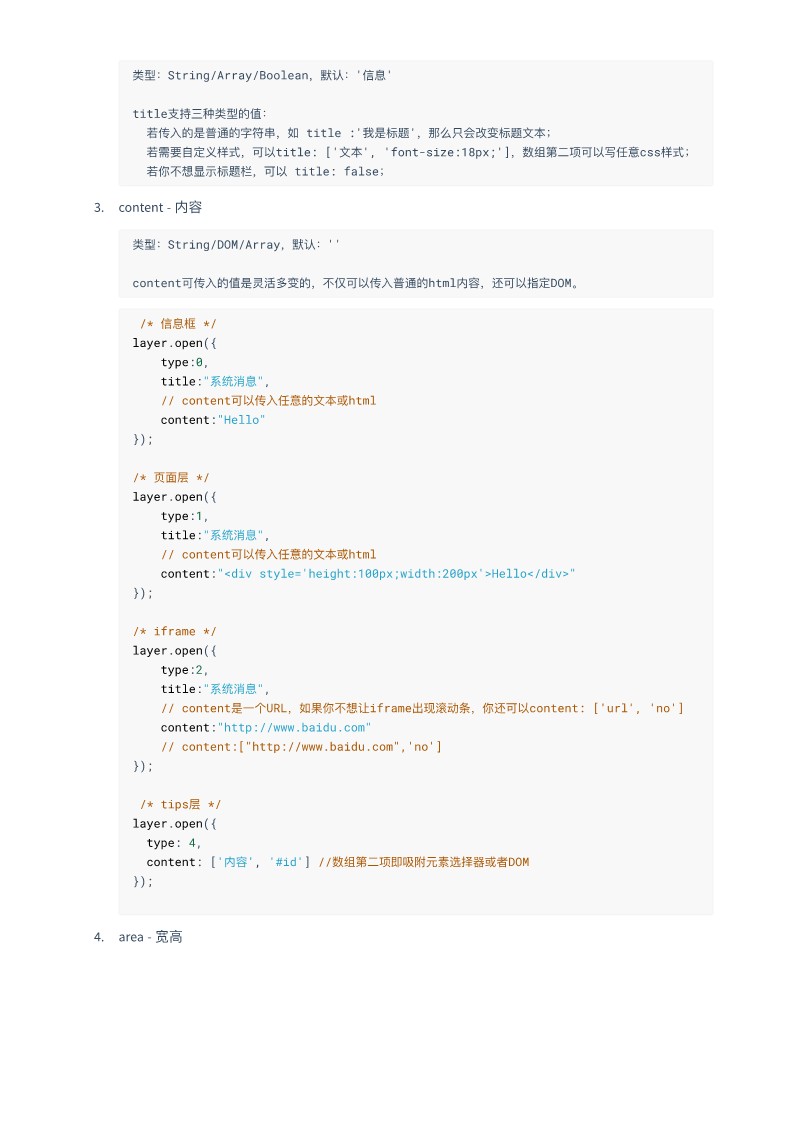 类型：String/Array/Boolean，默认：'信息'
title支持三种类型的值：
  若传入的是普通的字符串，如 title :'我是标题'，那么只会改变标题文本；
  若需要自定义样式，可以title: ['文本', 'font-size:18px;']，数组第二项可以写任意css样式；
  若你不想显示标题栏，可以 title: false；
3. content - 内容
类型：String/DOM/Array，默认：''
content可传入的值是灵活多变的，不仅可以传入普通的html内容，还可以指定DOM。
 /* 信息框 */
layer.open({
    type:0,
    title:"系统消息",
    // content可以传入任意的文本或html
    content:"Hello"
});
/* 页面层 */
layer.open({
    type:1,
    title:"系统消息",
    // content可以传入任意的文本或html
    content:"<div style='height:100px;width:200px'>Hello</div>"
});
/* iframe */
layer.open({
    type:2,
    title:"系统消息",
    // content是一个URL，如果你不想让iframe出现滚动条，你还可以content: ['url', 'no']
    content:"http://www.baidu.com"
    // content:["http://www.baidu.com",'no']
});
 /* tips层 */
layer.open({
  type: 4,
  content: ['内容', '#id'] //数组第二项即吸附元素选择器或者DOM
});
4. area - 宽高